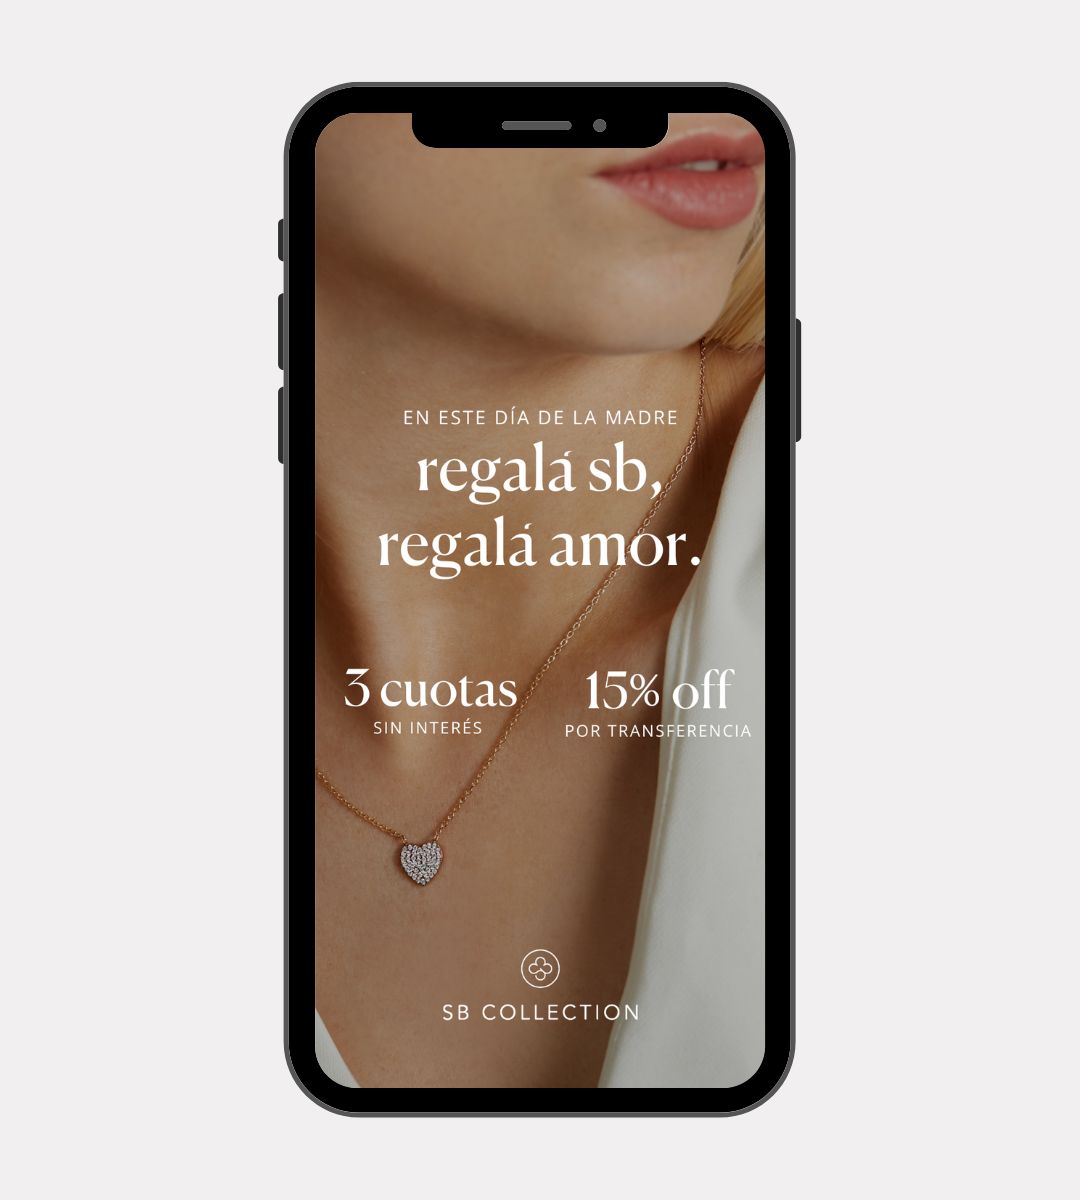 EN ESTE DÍA DE LA MADRE
regalá sb,
regalá amor.
3 cuotas
SIN INTERÉS
15% off
POR TRANSFERENCIA
SB COLLECTION